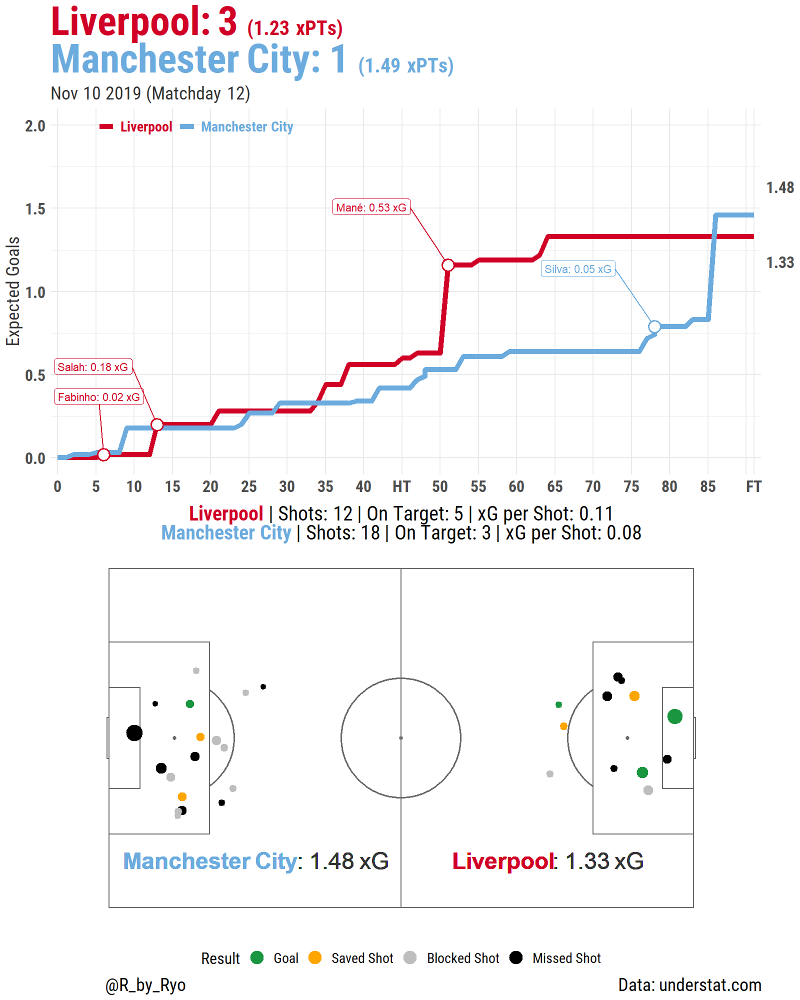 Liverpool: 3 (1.23 xPTs)
Manchester City: 1 (1.49 xPTs)
Nov 10 2019 (Matchday 12)
Liverpool Manchester City
Expected Goals
2.0
1.5
1.0
0.5
0.0
1.48
1.33
Mané: 0.53 xG
Silva: 0.05 xG
Salah: 0.18 xG
Fabinho: 0.02 xG
0 5 6 10 15 20 25 30 35 40 HT 50 55 65 60 65 70 75 80 85 FT
Liverpool | Shots: 12 | On Target: 5 | xG per Shot: 0.11
Manchester City | Shots: 18 | On Target: 3 | xG per Shot: 0.08
Manchester City: 1.48 xG
Liverpool: 1.33 xG
Result Goal Saved Shot Blocked Shot Missed Shot
@R_by_Ryo
Data: understat.com